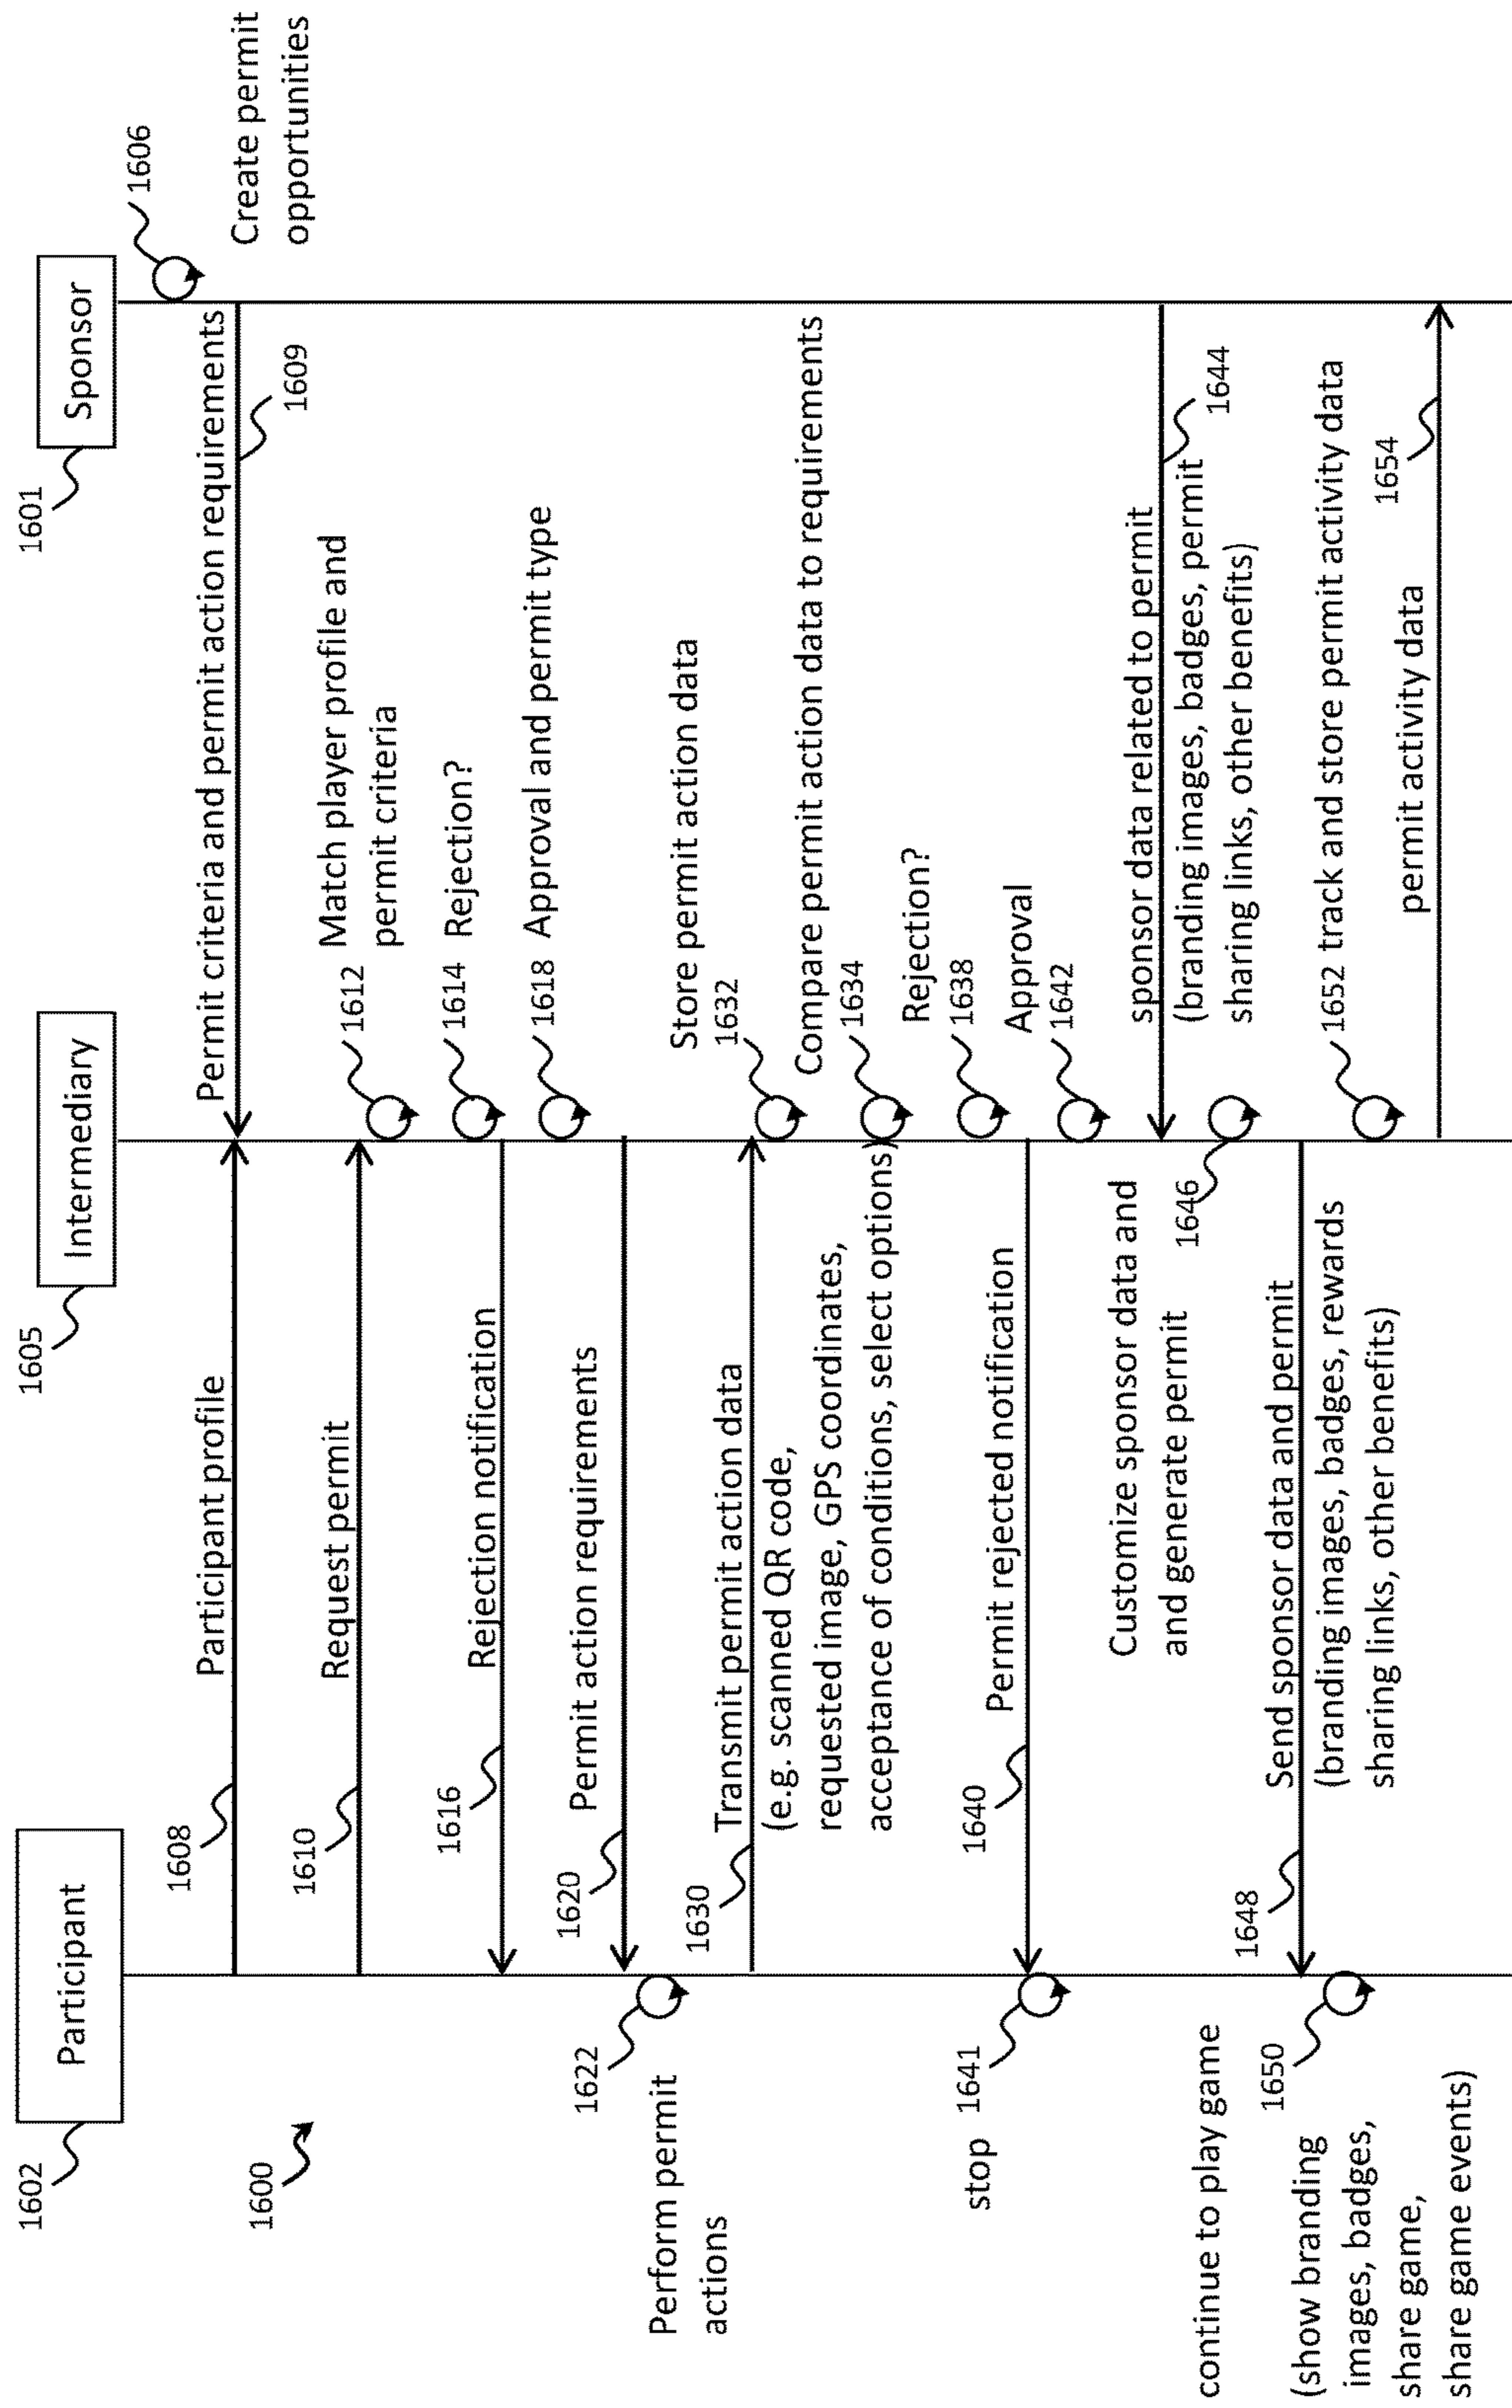 1602
Participant
1605
Intermediary
1601
Sponsor
1606
Create permit
opportunities
1600
1608
Participant profile
Permit criteria and permit action requirements
1609
1610
Request permit
1612
Match player profile and
permit criteria
1614
Rejection?
1616
Rejection notification
1618
Approval and permit type
1620
Permit action requirements
1622
Perform permit
actions
1630
Transmit permit action data
(e.g. scanned QR code,
requested image, GPS coordinates,
acceptance of conditions, select options)
Store permit action data
1632
Compare permit action data to requirements
1634
Rejection?
1638
1640
Permit rejected notification
stop
1641
Approval
1642
sponsor data related to permit
(branding images, badges, permit
sharing links, other benefits)
1644
Customize sponsor data and
and generate permit
1646
1648
Send sponsor data and permit
(branding images, badges, rewards
sharing links, other benefits)
continue to play game
1650
(show branding
images, badges,
share game,
share game events)
1652
track and store permit activity data
permit activity data
1654